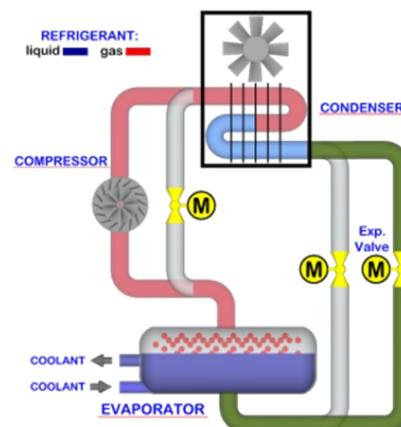 REFRIGERANT:
liquid gas
CONDENSER
COMPRESSOR
M
Exp.
Valve
M
M
COOLANT
COOLANT
EVAPORATOR